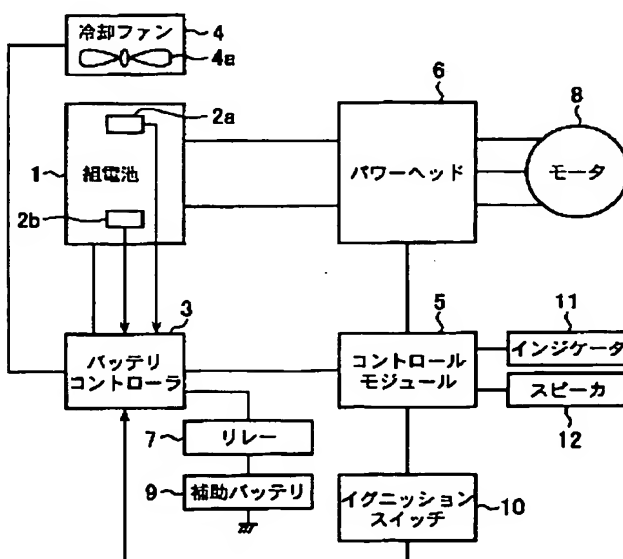 冷却ファン
4
4a
6
8
2a
1
組電池
パワーヘッド
モータ
2b
3
5
11
バッテリ
コントローラ
コントロール
モジュール
インジケータ
スピーカ
12
7
リレー
9
補助バッテリ
イグニッション
スイッチ
10